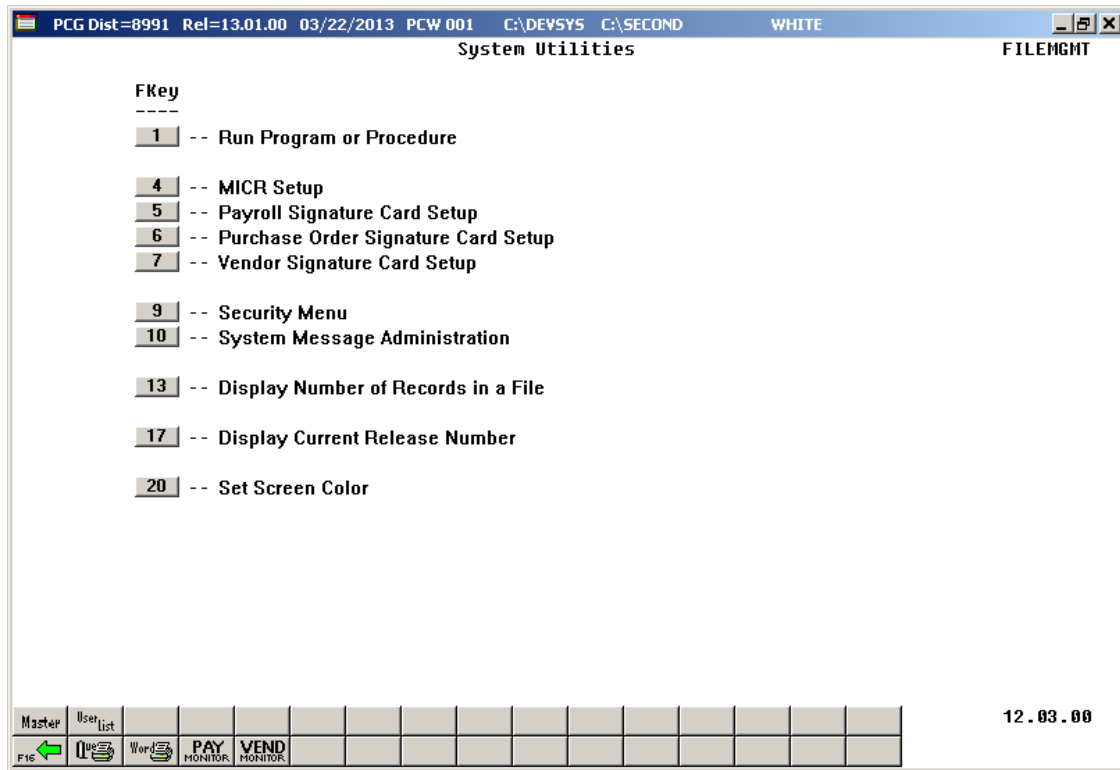 PCG Dist=8991 Rel=13.01.00 03/22/2013 PCW 001 C:\DEVSYS C:\SECOND WHITE
System Utilities FILEMGMT
FKey
----
1 -- Run Program or Procedure
4 -- MICR Setup
5 -- Payroll Signature Card Setup
6 -- Purchase Order Signature Card Setup
7 -- Vendor Signature Card Setup
9 -- Security Menu
10 -- System Message Administration
13 -- Display Number of Records in a File
17 -- Display Current Release Number
20 -- Set Screen Color
Master User List 12.03.00
F16 Que Word PAY MONITOR VEND MONITOR